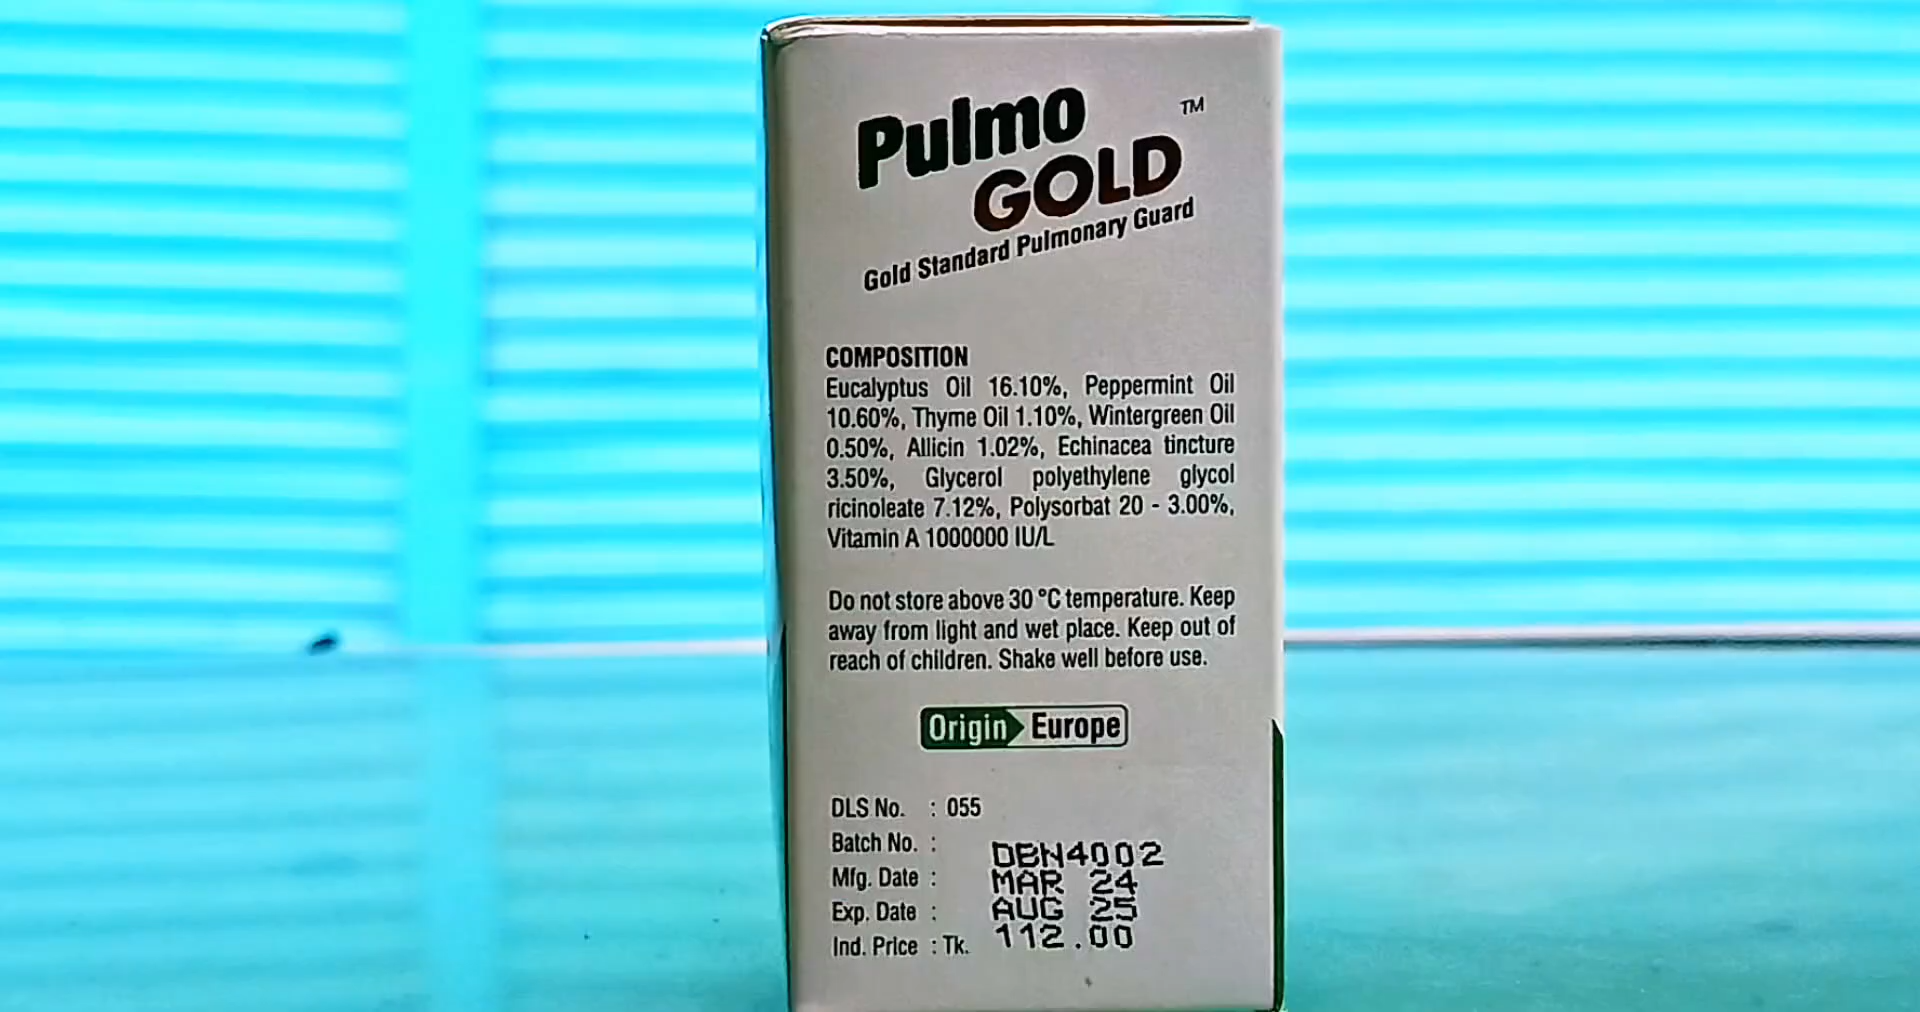 Pulmo
TM
GOLD
Gold Standard Pulmonary Guard
COMPOSITION
Eucalyptus Oil 16.10%, Peppermint Oil
10.60%, Thyme Oil 1.10%, Wintergreen Oil
0.50%, Allicin 1.02%, Echinacea tincture
3.50%, Glycerol polyethylene glycol
ricinoleate 7.12%, Polysorbat 20 - 3.00%,
Vitamin A 1000000 IU/L
Do not store above 30 °C temperature. Keep
away from light and wet place. Keep out of
reach of children. Shake well before use.
Origin Europe
DLS No. : 055
Batch No. : DBN4002
Mfg. Date : MAR 24
Exp. Date : AUG 25
Ind. Price : Tk. 112.00